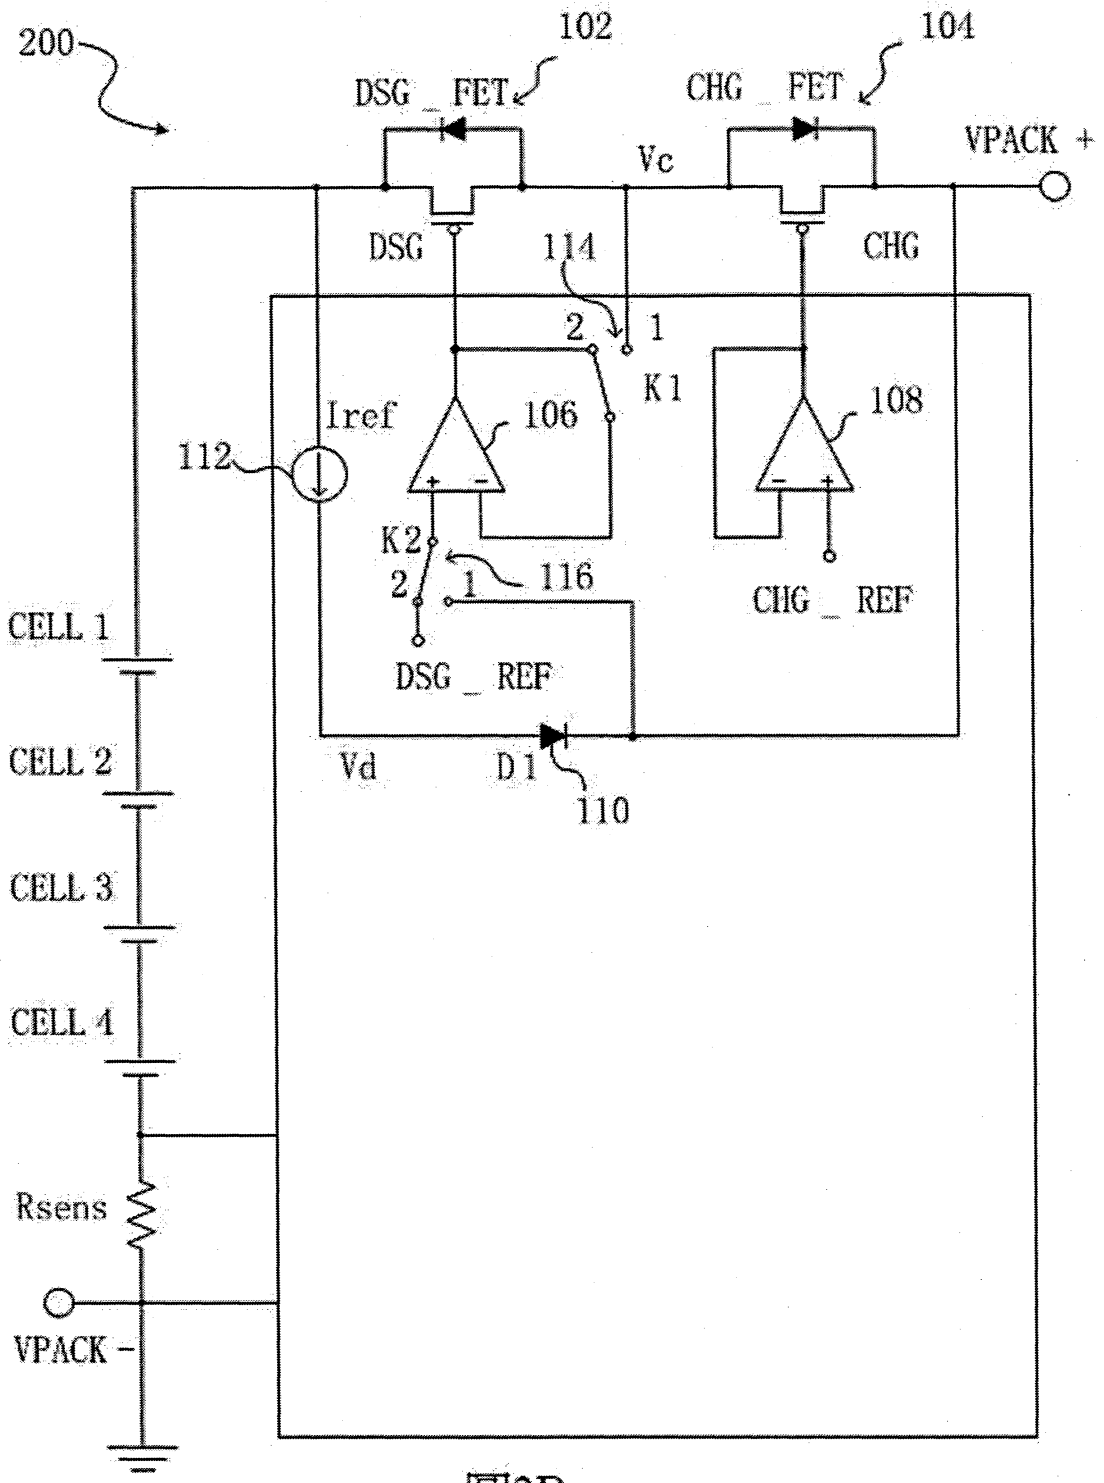 200
102
104
DSG _ FET
CHG _ FET
VPACK +
Vc
DSG
114
CHG
2
1
K1
Iref
106
108
112
+
-
-
+
K2
116
2
1
CHG _ REF
DSG _ REF
CELL 1
CELL 2
Vd
D1
110
CELL 3
CELL 4
Rsens
VPACK -